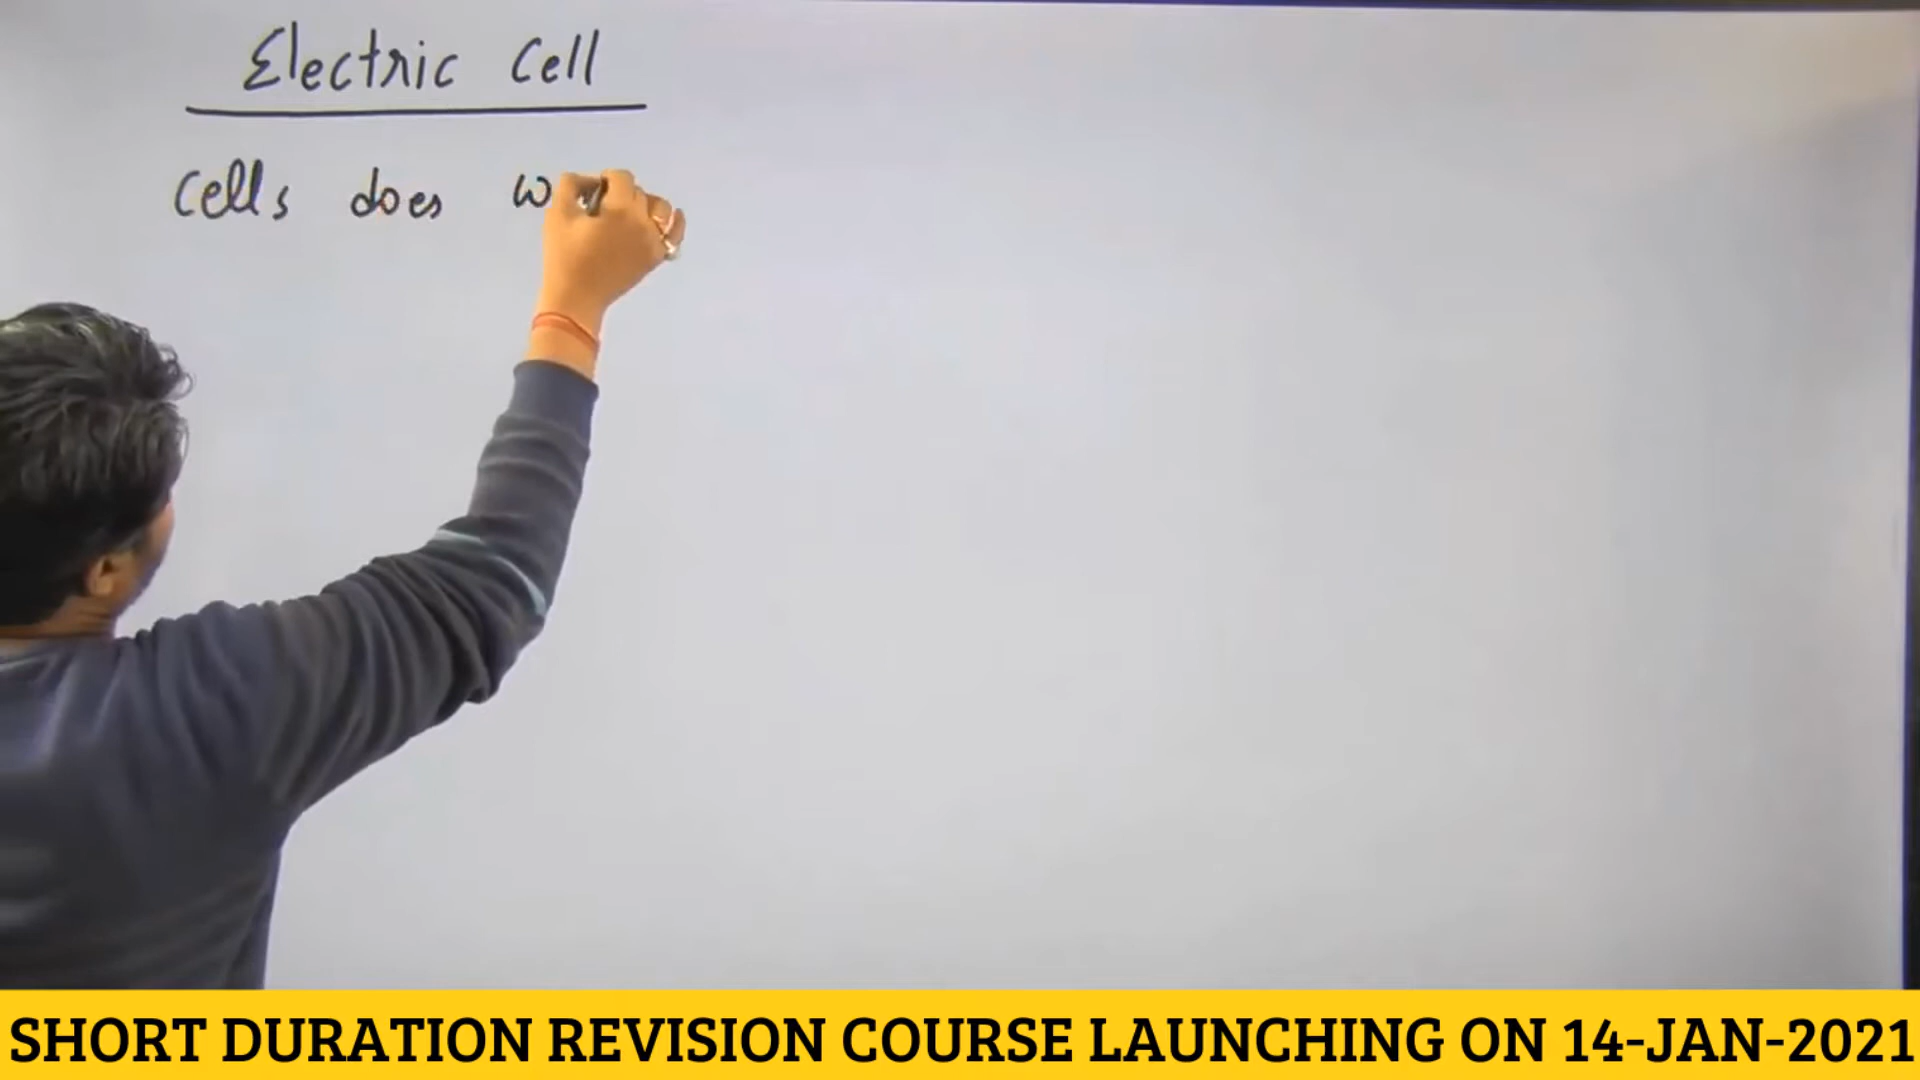 Electric Cell
Cells does
SHORT DURATION REVISION COURSE LAUNCHING ON 14-JAN-2021